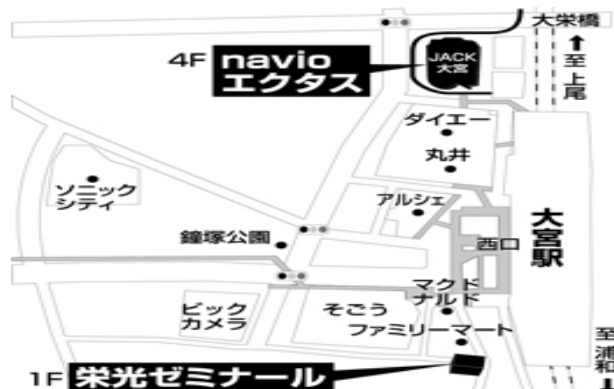 大栄橋
4F navio
エクタス
JACK
大宮
↑至上尾
ダイエー
丸井
ソニック
シティ
アルシェ
鐘塚公園
西口
大宮駅
マクド
ナルド
ビック
カメラ
そごう
ファミリーマート
至浦和
1F 栄光ゼミナール